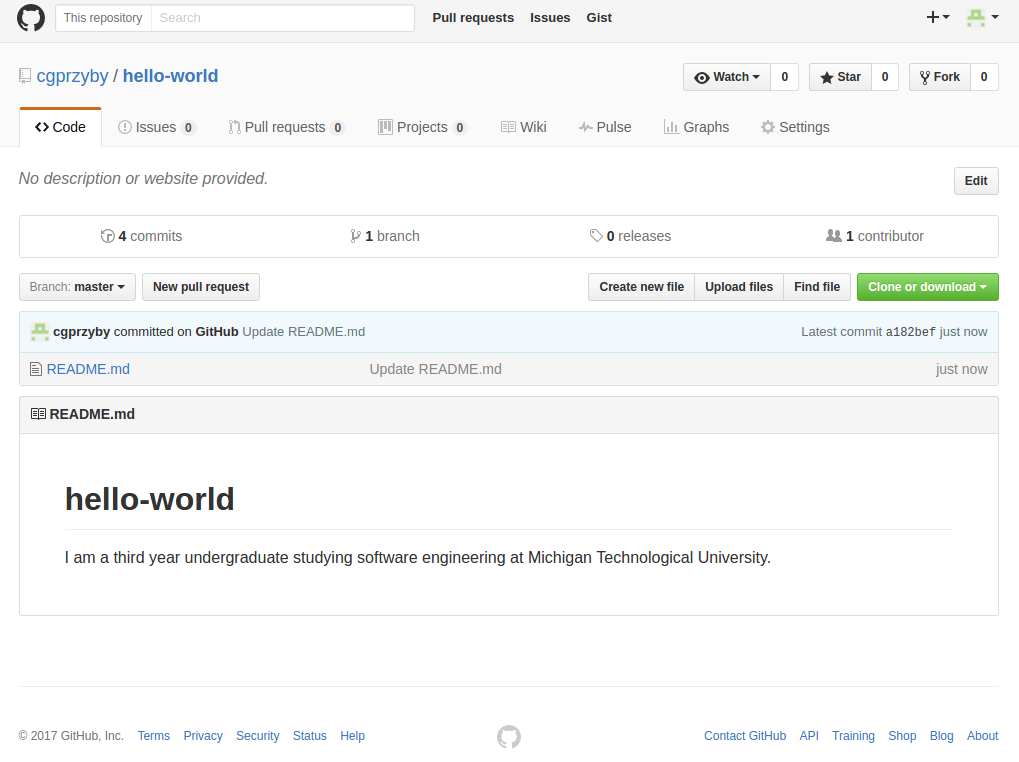 This repository Search Pull requests Issues Gist
cgprzyby / hello-world Watch 0 Star 0 Fork 0
Code Issues 0 Pull requests 0 Projects 0 Wiki Pulse Graphs Settings
No description or website provided. Edit
4 commits 1 branch 0 releases 1 contributor
Branch: master New pull request Create new file Upload files Find file Clone or download
cgprzyby committed on GitHub Update README.md Latest commit a182bef just now
README.md Update README.md just now
README.md
hello-world
I am a third year undergraduate studying software engineering at Michigan Technological University.
© 2017 GitHub, Inc. Terms Privacy Security Status Help Contact GitHub API Training Shop Blog About